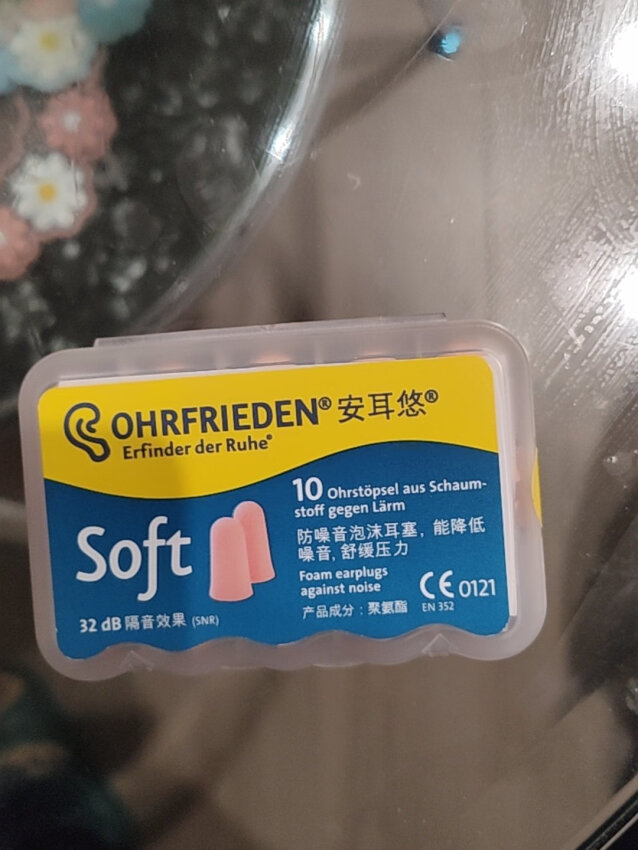 OHRFRIEDEN® 安耳悠®
Erfinder der Ruhe®
10 Ohrstöpsel aus Schaum-
stoff gegen Lärm
防噪音泡沫耳塞，能降低
噪音,舒缓压力
Foam earplugs
against noise
产品成分：聚氨酯
CE 0121
EN 352
Soft
32 dB 隔音效果 (SNR)